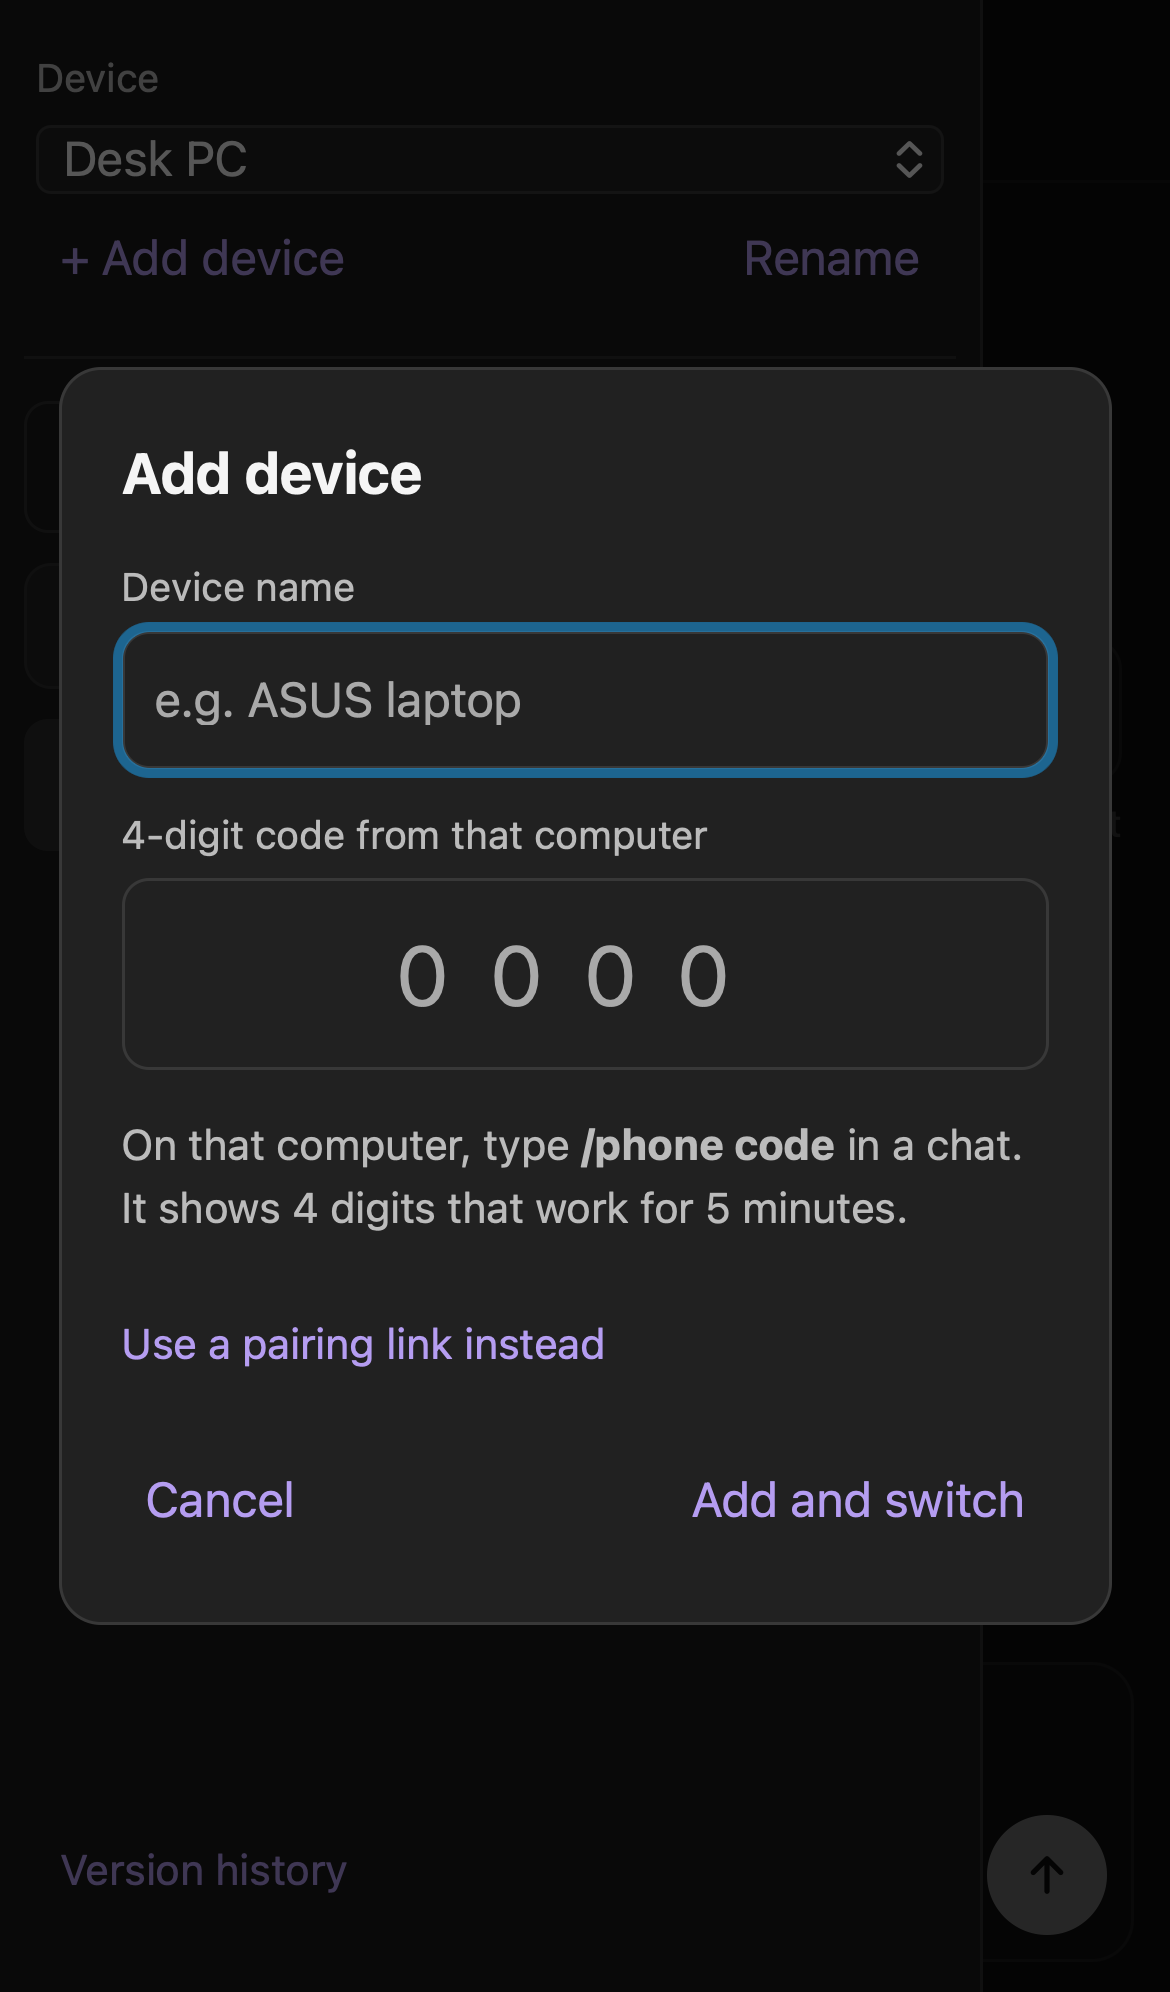 Device
Desk PC
+ Add device
Rename
Add device
Device name
e.g. ASUS laptop
4-digit code from that computer
0 0 0 0
On that computer, type /phone code in a chat.
It shows 4 digits that work for 5 minutes.
Use a pairing link instead
Cancel
Add and switch
Version history